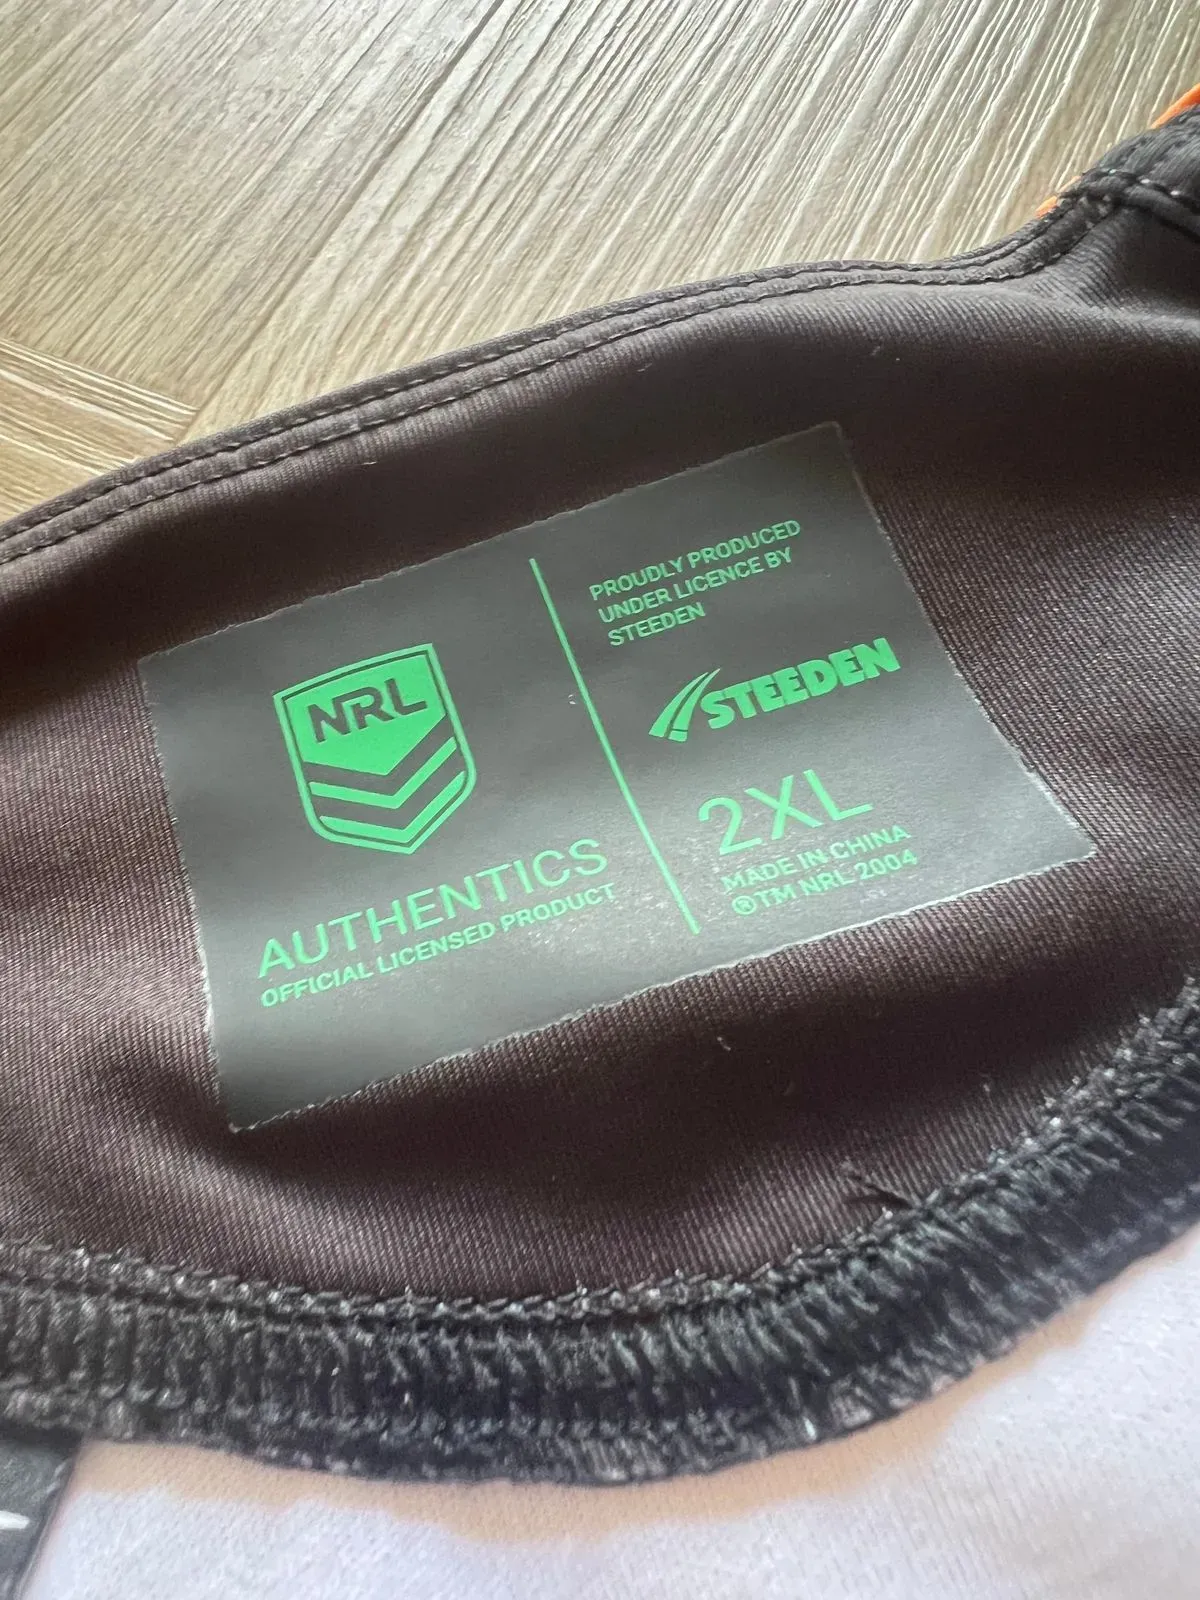 NRL
AUTHENTICS
OFFICIAL LICENSED PRODUCT
PROUDLY PRODUCED
UNDER LICENCE BY
STEEDEN
STEEDEN
2XL
MADE IN CHINA
®TM NRL 2004